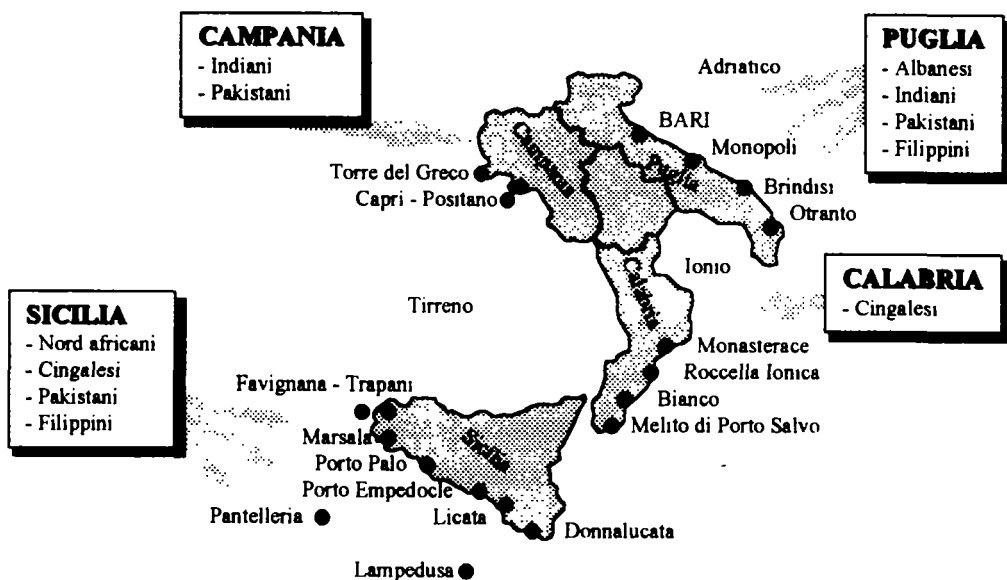 CAMPANIA
- Indiani
- Pakistani
PUGLIA
- Albanesi
- Indiani
- Pakistani
- Filippini
Adriatico
BARI
Campania
Monopoli
Puglia
Torre del Greco
Brindisi
Capri - Positano
Otranto
Ionio
CALABRIA
- Cingalesi
Calabria
SICILIA
- Nord africani
- Cingalesi
- Pakistani
- Filippini
Tirreno
Monasterace
Roccella Ionica
Favignana - Trapani
Bianco
Marsala
Melito di Porto Salvo
Sicilia
Porto Palo
Porto Empedocle
Pantelleria
Licata
Donnalucata
Lampedusa